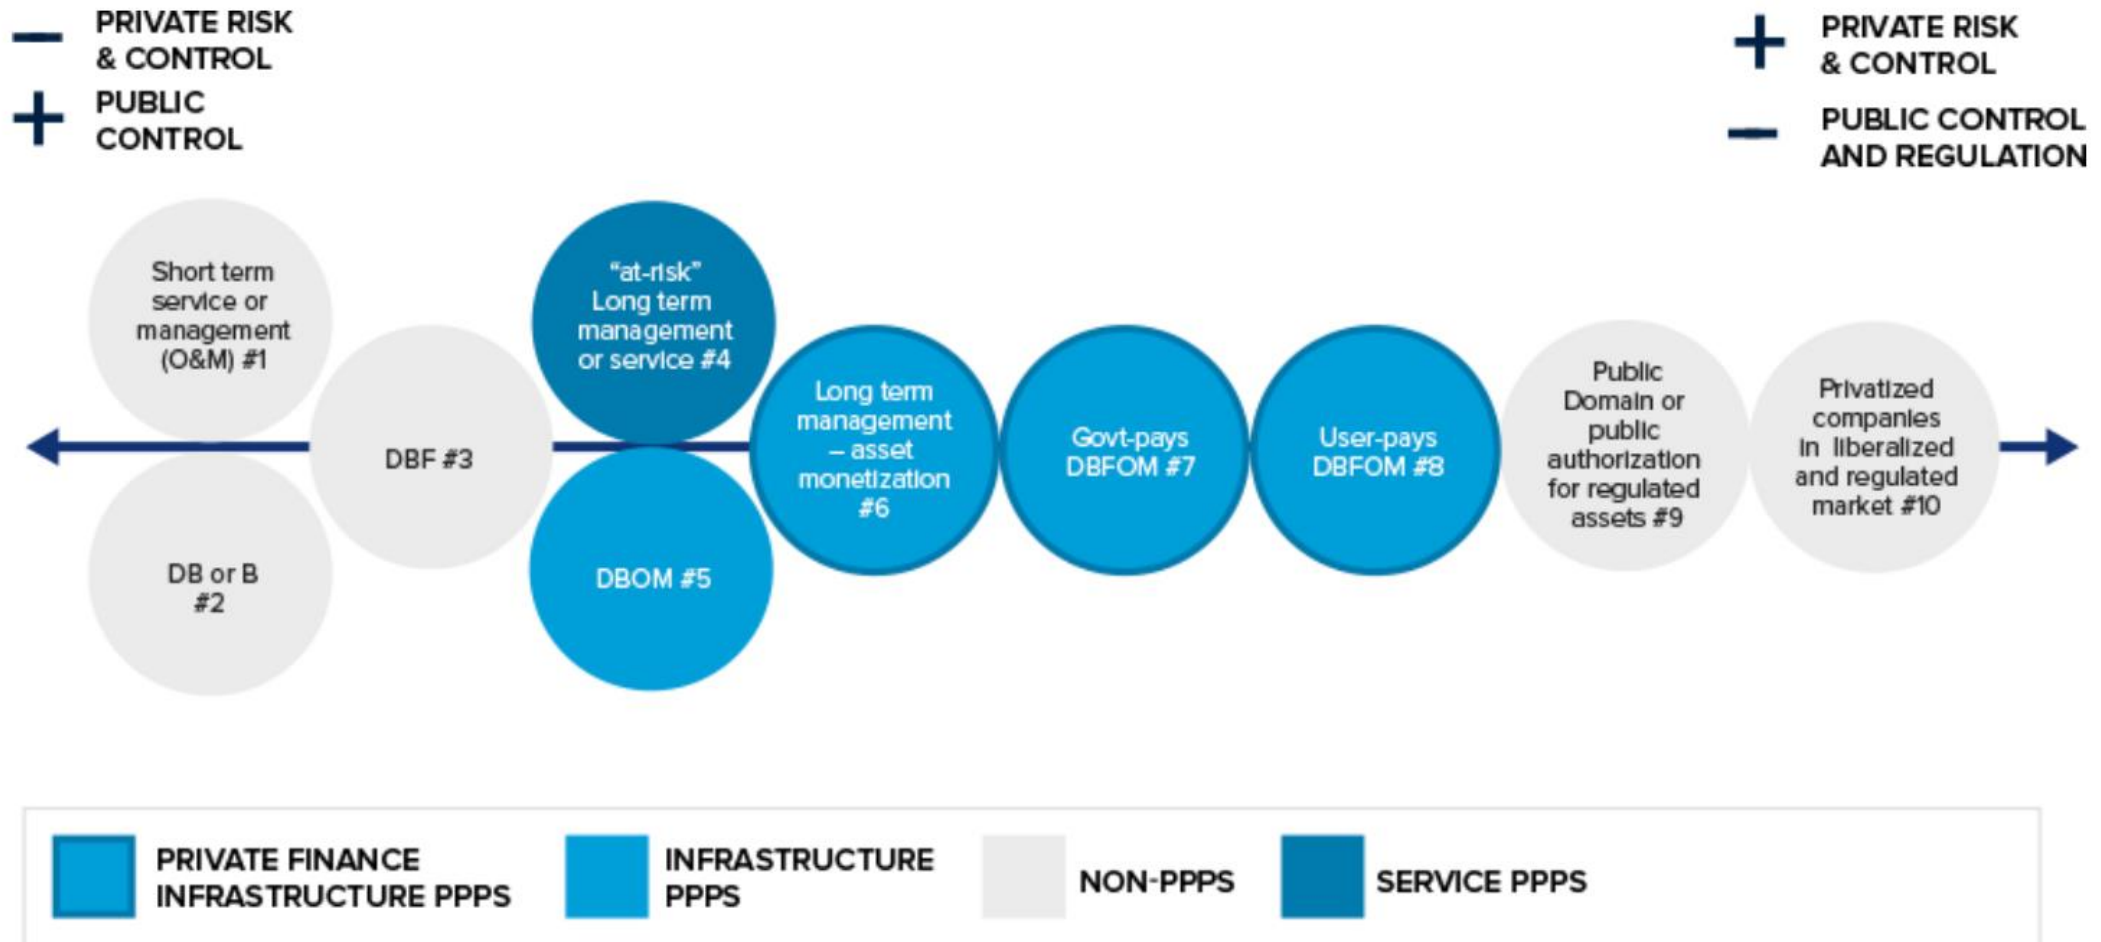 PRIVATE RISK
& CONTROL
PUBLIC
CONTROL
PRIVATE RISK
& CONTROL
PUBLIC CONTROL
AND REGULATION
Short term
service or
management
(O&M) #1
DB or B
#2
DBF #3
“at-risk”
Long term
management
or service #4
DBOM #5
Long term
management
– asset
monetization
#6
Govt-pays
DBFOM #7
User-pays
DBFOM #8
Public
Domain or
public
authorization
for regulated
assets #9
Privatized
companies
in liberalized
and regulated
market #10
PRIVATE FINANCE
INFRASTRUCTURE PPPS
INFRASTRUCTURE
PPPS
NON-PPPS
SERVICE PPPS